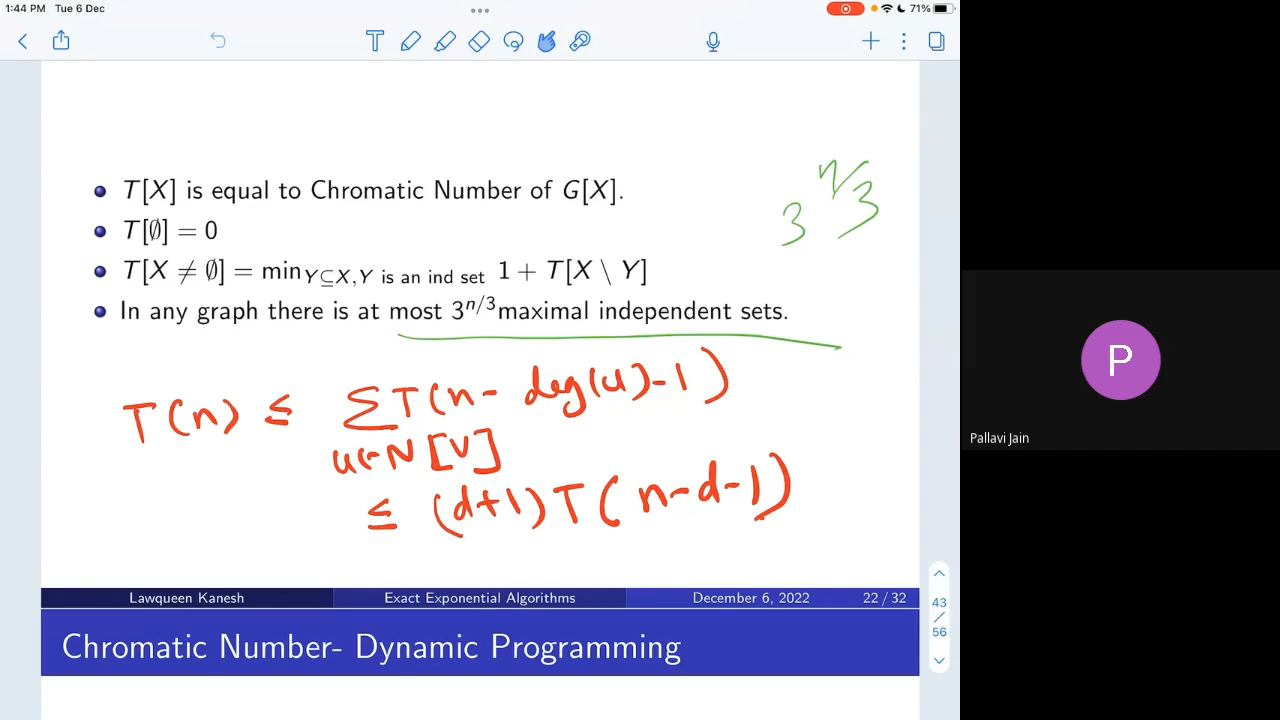 1:44 PM Tue 6 Dec
71%
T[X] is equal to Chromatic Number of G[X].
T[∅] = 0
T[X ≠ ∅] = min_{Y⊆X,Y is an ind set} 1 + T[X \ Y]
In any graph there is at most 3^{n/3} maximal independent sets.
3^{n/3}
T(n) ≤ ∑ T(n - deg(u) - 1)
u∈N[V]
≤ (d+1) T(n-d-1)
Lawqueen Kanesh Exact Exponential Algorithms December 6, 2022 22 / 32
43
/
56
Chromatic Number- Dynamic Programming
P
Pallavi Jain